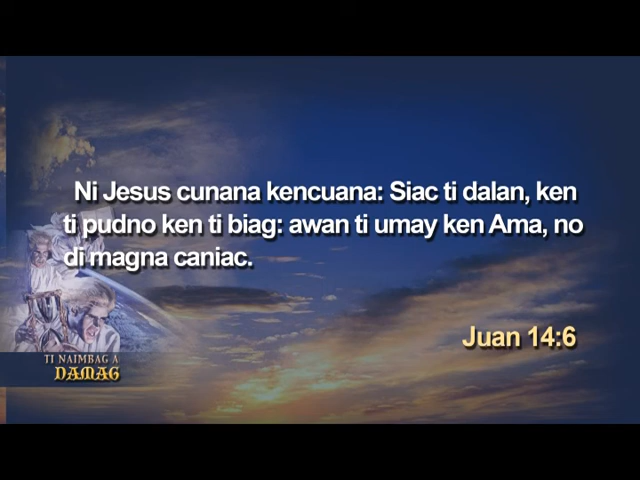 Ni Jesus cunana kencuana: Siac ti dalan, ken
ti pudno ken ti biag: awan ti umay ken Ama, no
di magna caniac.
Juan 14:6
TI NAIMBAG A
DAMAG